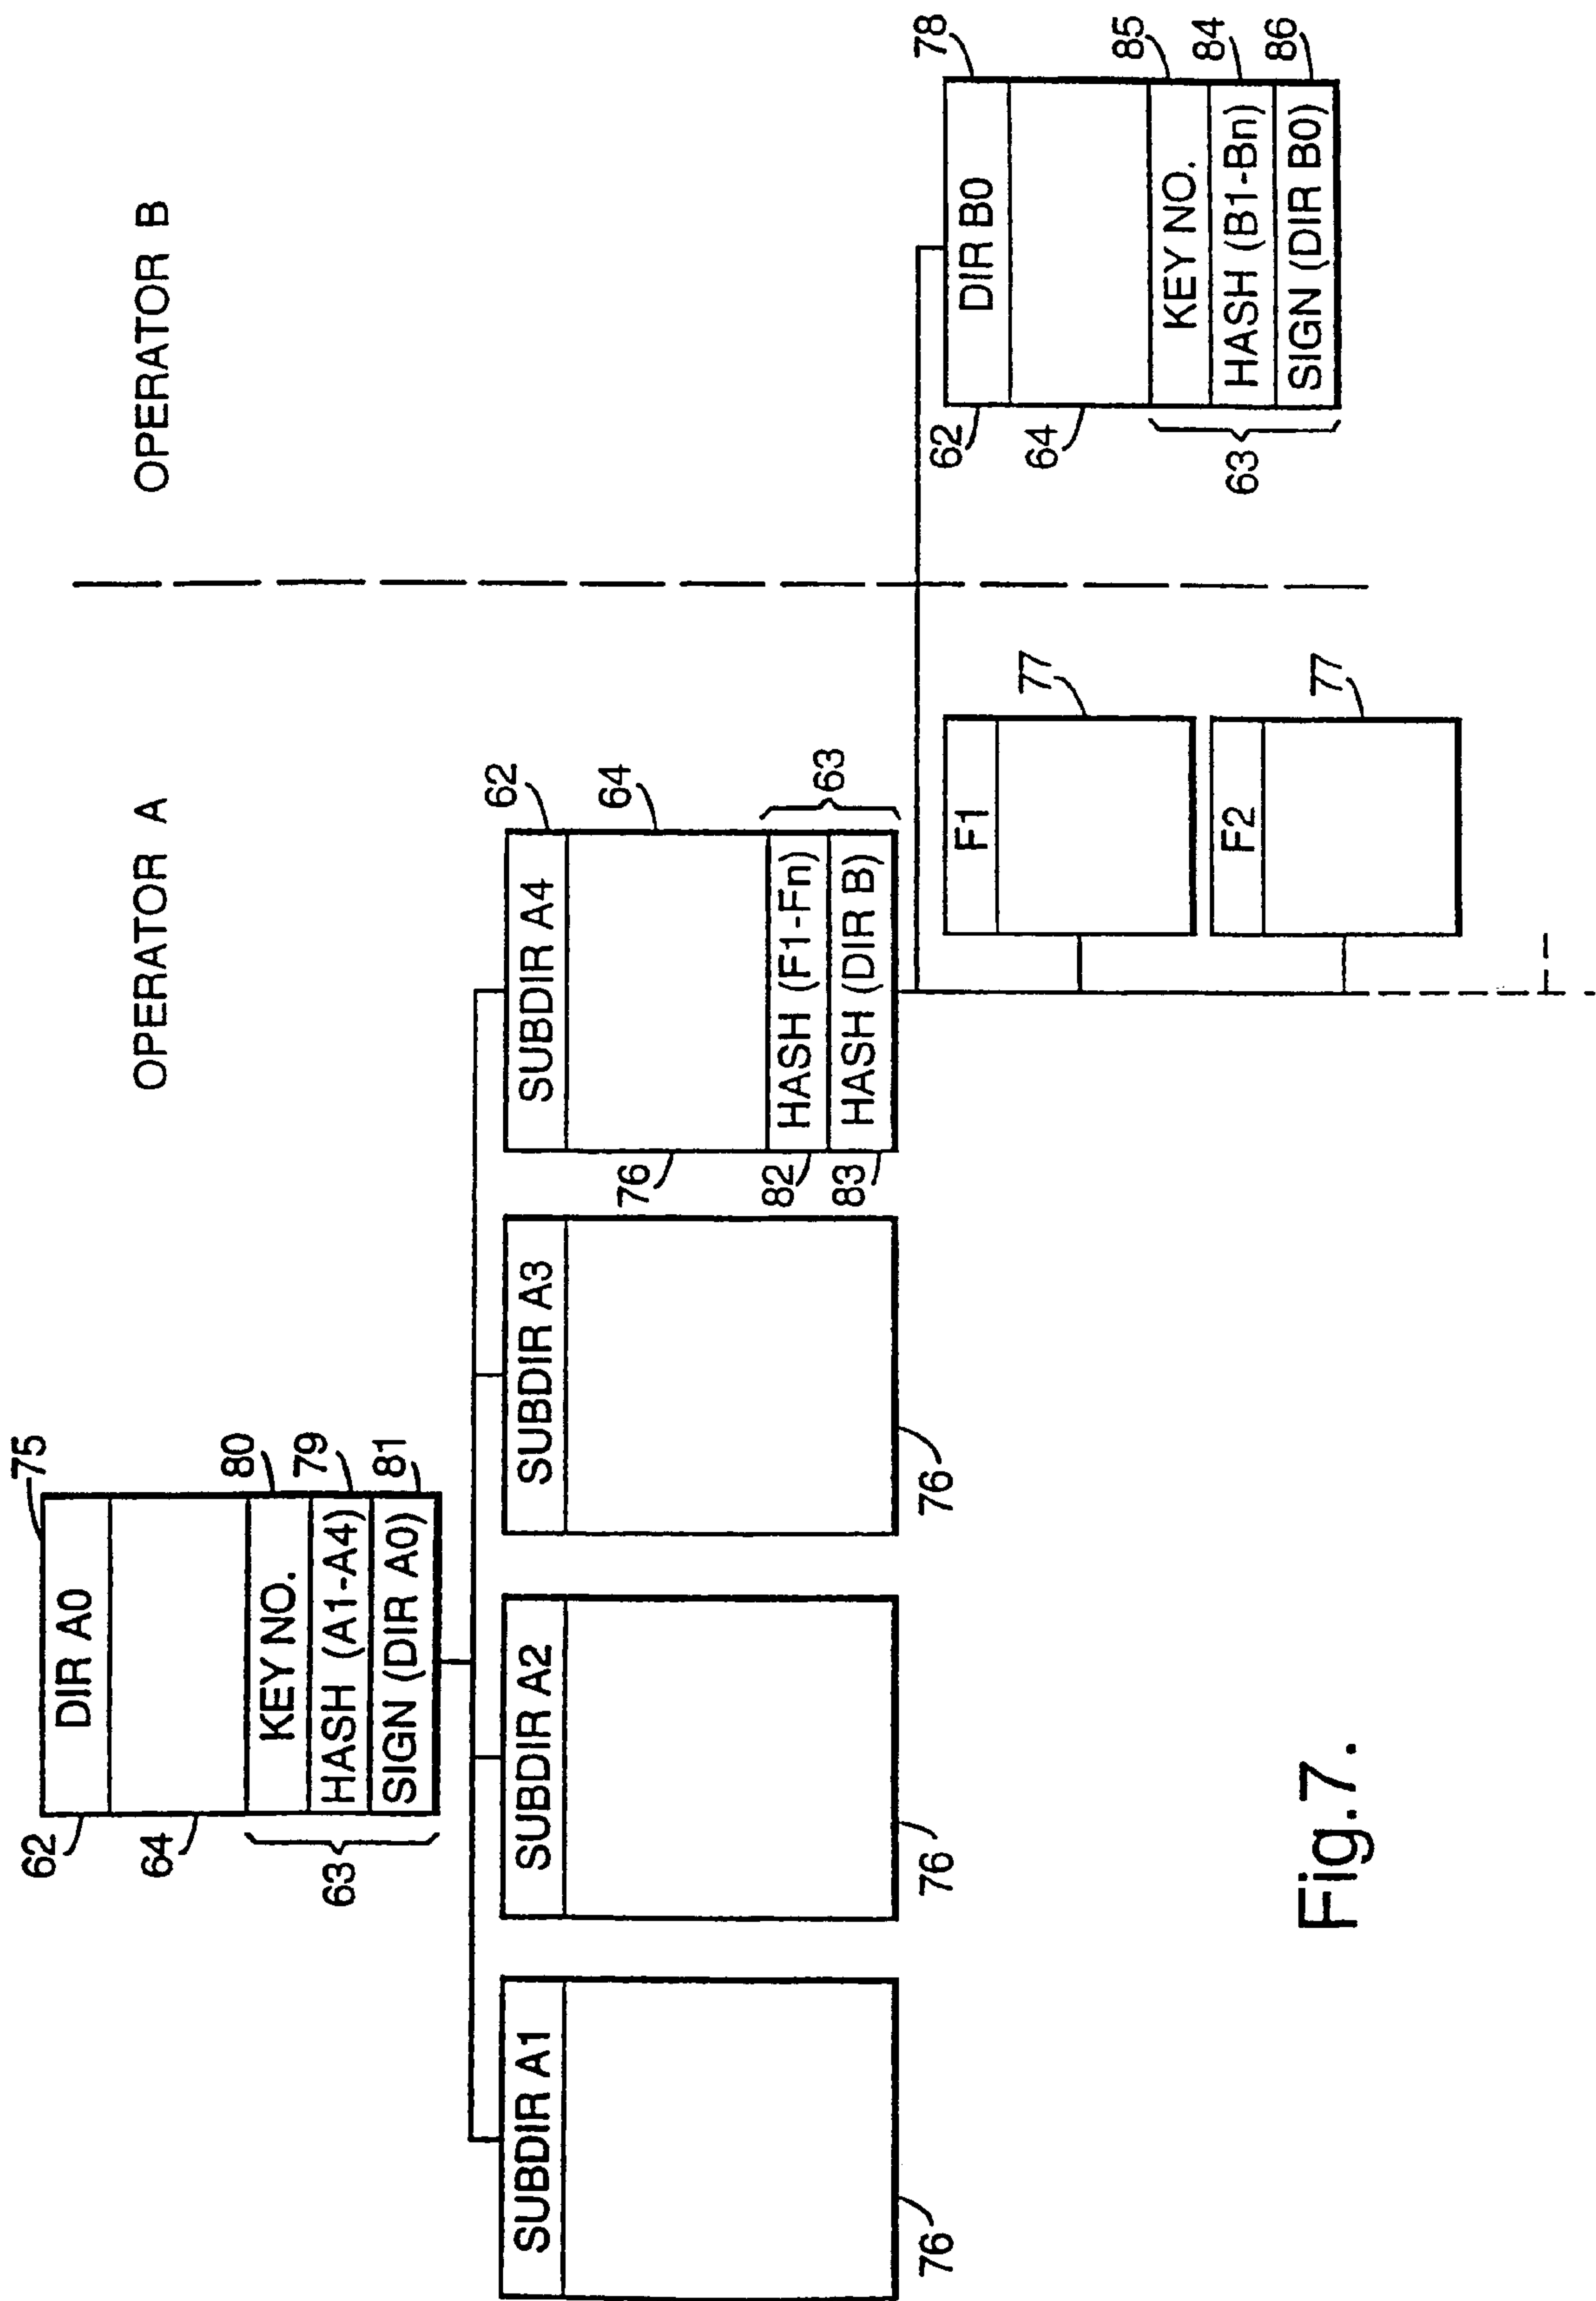 OPERATOR A
OPERATOR B
75
DIR A0
62
64
KEY NO.
80
HASH (A1-A4)
79
SIGN (DIR A0)
81
63
SUBDIR A1
76
SUBDIR A2
76
SUBDIR A3
76
SUBDIR A4
62
64
76
HASH (F1-Fn)
82
HASH (DIR B)
83
63
F1
77
F2
77
DIR B0
78
62
64
KEY NO.
85
HASH (B1-Bn)
84
SIGN (DIR B0)
86
63
Fig.7.